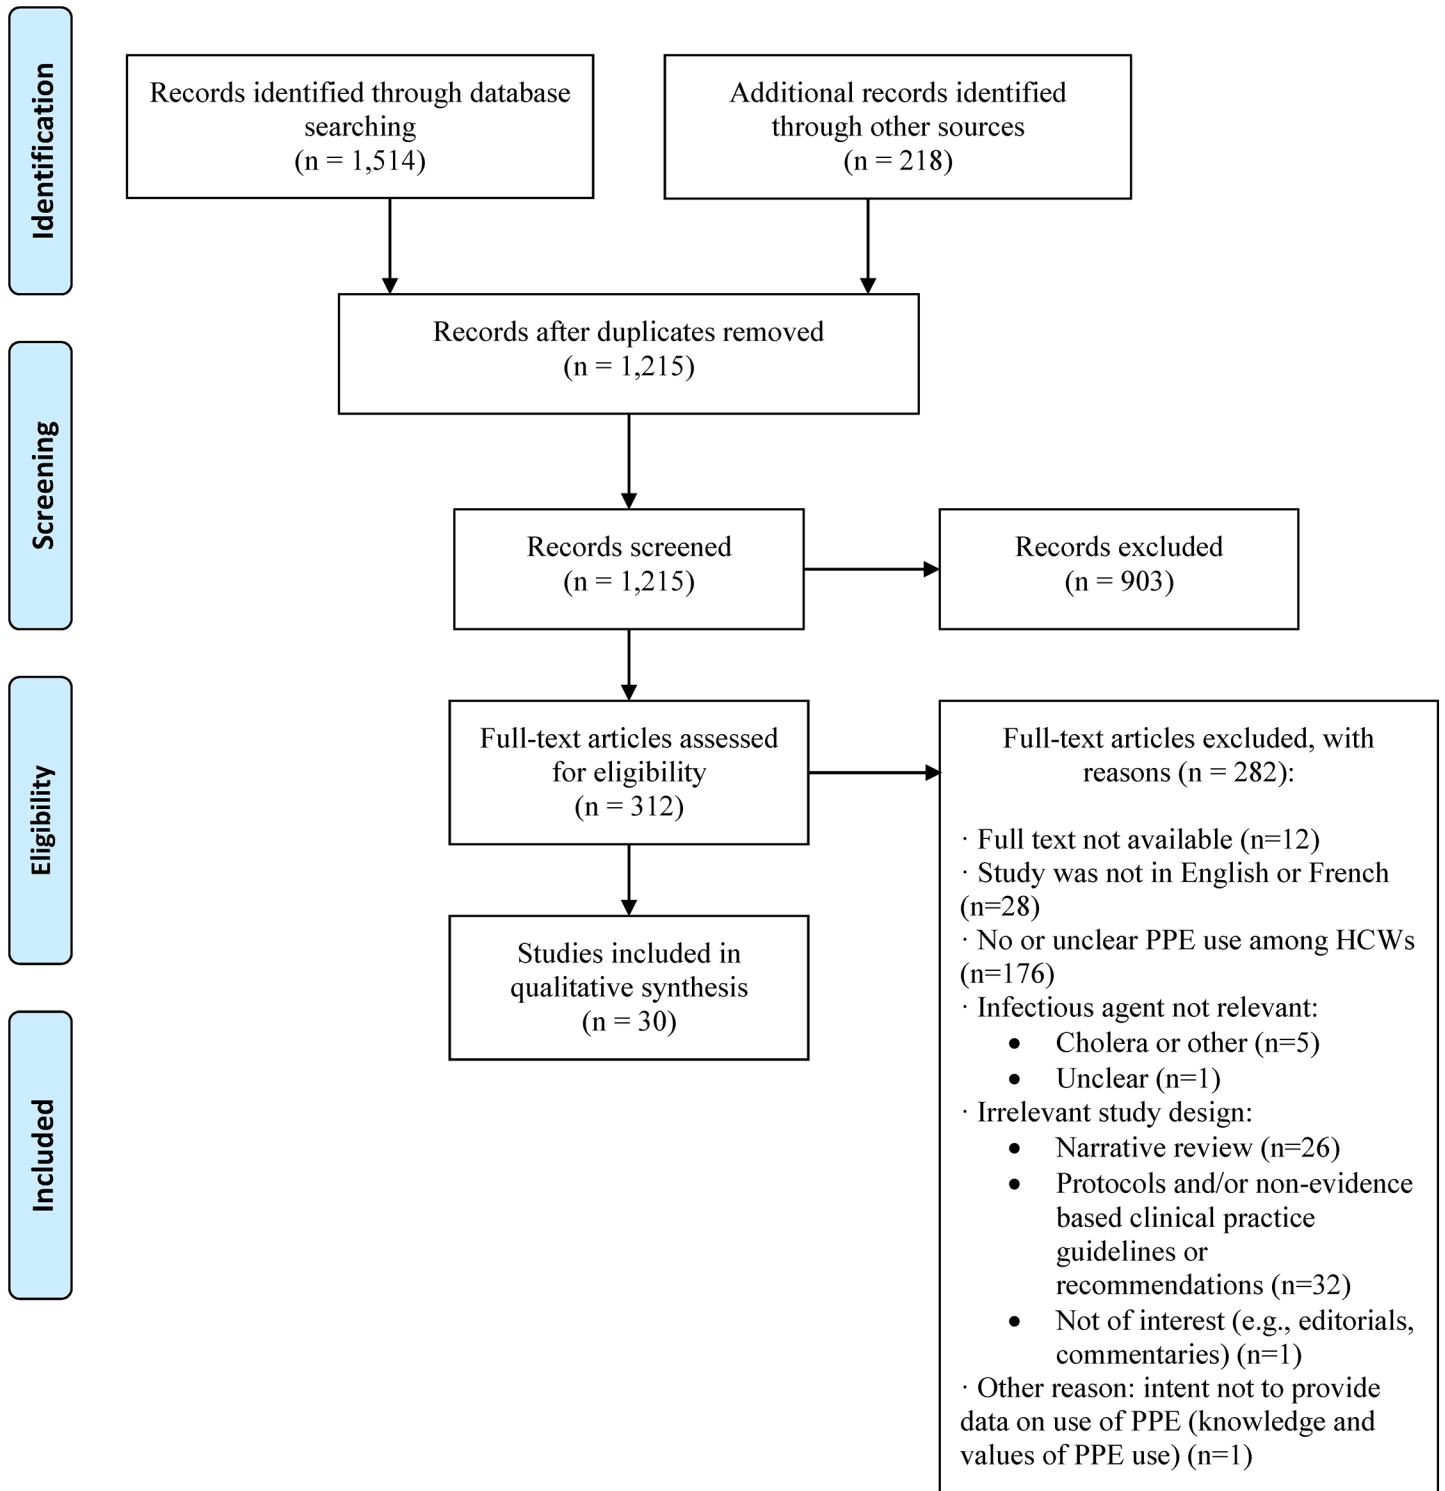 Identification
Records identified through database
searching
(n = 1,514)
Additional records identified
through other sources
(n = 218)
Records after duplicates removed
(n = 1,215)
Screening
Records screened
(n = 1,215)
Records excluded
(n = 903)
Eligibility
Full-text articles assessed
for eligibility
(n = 312)
Full-text articles excluded, with
reasons (n = 282):
· Full text not available (n=12)
· Study was not in English or French
(n=28)
· No or unclear PPE use among HCWs
(n=176)
· Infectious agent not relevant:
• Cholera or other (n=5)
• Unclear (n=1)
· Irrelevant study design:
• Narrative review (n=26)
• Protocols and/or non-evidence
based clinical practice
guidelines or
recommendations (n=32)
• Not of interest (e.g., editorials,
commentaries) (n=1)
· Other reason: intent not to provide
data on use of PPE (knowledge and
values of PPE use) (n=1)
Included
Studies included in
qualitative synthesis
(n = 30)